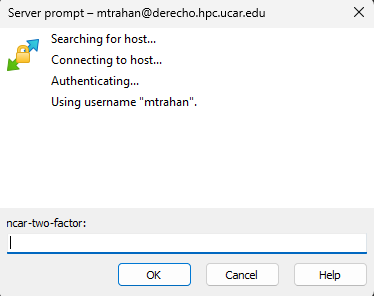 Server prompt – mtrahan@derecho.hpc.ucar.edu
Searching for host...
Connecting to host...
Authenticating...
Using username "mtrahan".
ncar-two-factor:
OK Cancel Help